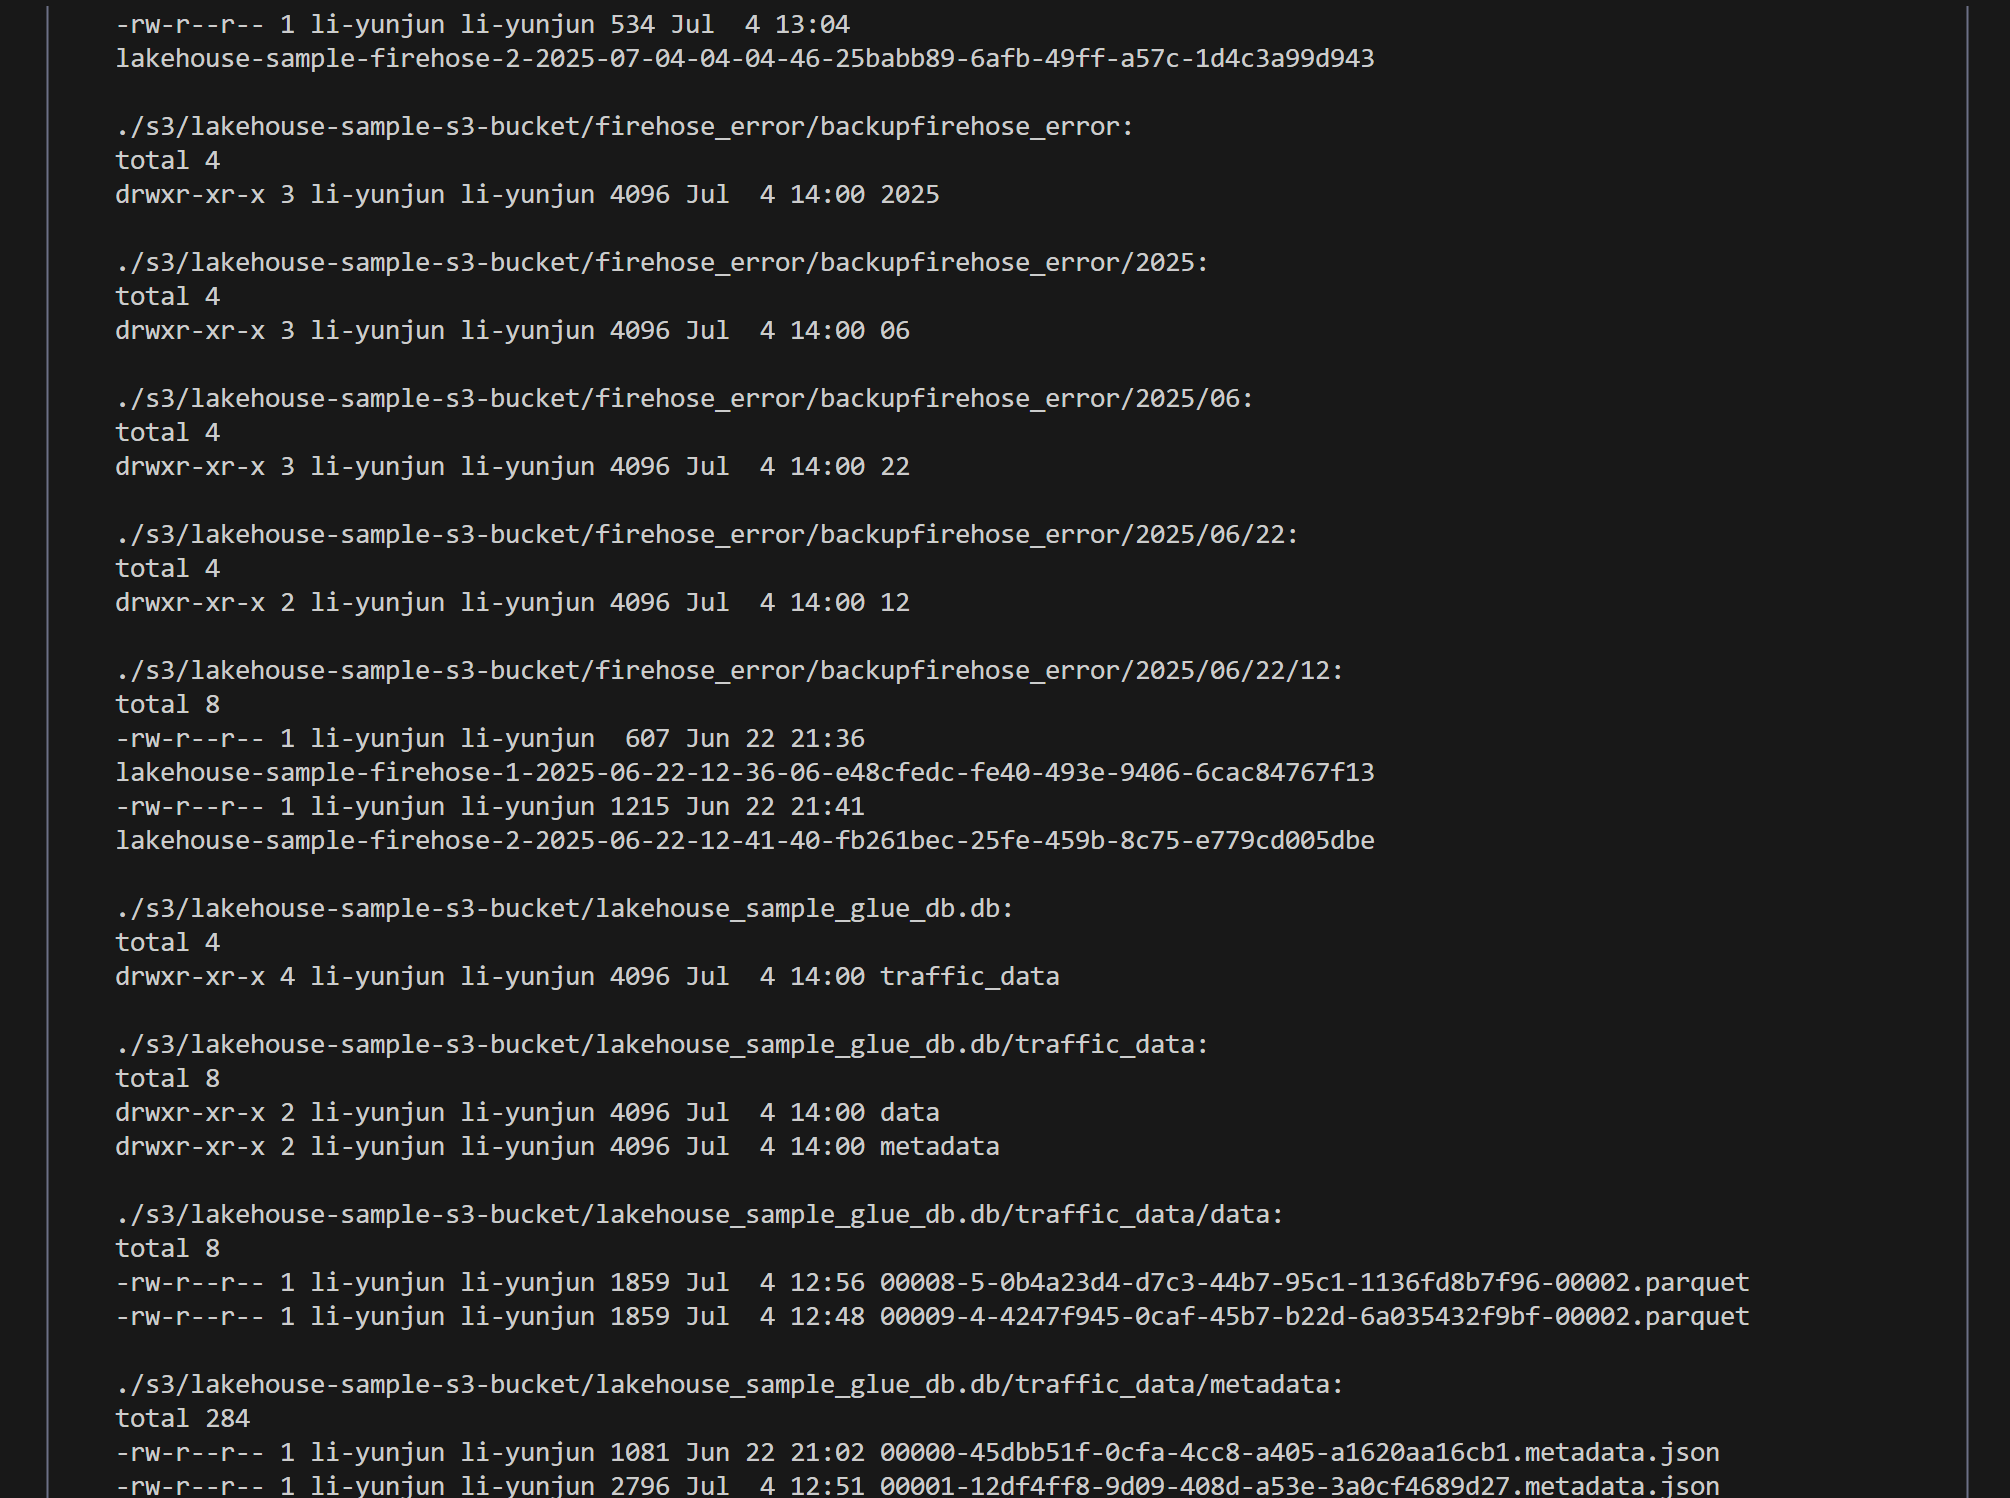 -rw-r--r-- 1 li-yunjun li-yunjun 534 Jul  4 13:04
lakehouse-sample-firehose-2-2025-07-04-04-04-46-25babb89-6afb-49ff-a57c-1d4c3a99d943

./s3/lakehouse-sample-s3-bucket/firehose_error/backupfirehose_error:
total 4
drwxr-xr-x 3 li-yunjun li-yunjun 4096 Jul  4 14:00 2025

./s3/lakehouse-sample-s3-bucket/firehose_error/backupfirehose_error/2025:
total 4
drwxr-xr-x 3 li-yunjun li-yunjun 4096 Jul  4 14:00 06

./s3/lakehouse-sample-s3-bucket/firehose_error/backupfirehose_error/2025/06:
total 4
drwxr-xr-x 3 li-yunjun li-yunjun 4096 Jul  4 14:00 22

./s3/lakehouse-sample-s3-bucket/firehose_error/backupfirehose_error/2025/06/22:
total 4
drwxr-xr-x 2 li-yunjun li-yunjun 4096 Jul  4 14:00 12

./s3/lakehouse-sample-s3-bucket/firehose_error/backupfirehose_error/2025/06/22/12:
total 8
-rw-r--r-- 1 li-yunjun li-yunjun  607 Jun 22 21:36
lakehouse-sample-firehose-1-2025-06-22-12-36-06-e48cfedc-fe40-493e-9406-6cac84767f13
-rw-r--r-- 1 li-yunjun li-yunjun 1215 Jun 22 21:41
lakehouse-sample-firehose-2-2025-06-22-12-41-40-fb261bec-25fe-459b-8c75-e779cd005dbe

./s3/lakehouse-sample-s3-bucket/lakehouse_sample_glue_db.db:
total 4
drwxr-xr-x 4 li-yunjun li-yunjun 4096 Jul  4 14:00 traffic_data

./s3/lakehouse-sample-s3-bucket/lakehouse_sample_glue_db.db/traffic_data:
total 8
drwxr-xr-x 2 li-yunjun li-yunjun 4096 Jul  4 14:00 data
drwxr-xr-x 2 li-yunjun li-yunjun 4096 Jul  4 14:00 metadata

./s3/lakehouse-sample-s3-bucket/lakehouse_sample_glue_db.db/traffic_data/data:
total 8
-rw-r--r-- 1 li-yunjun li-yunjun 1859 Jul  4 12:56 00008-5-0b4a23d4-d7c3-44b7-95c1-1136fd8b7f96-00002.parquet
-rw-r--r-- 1 li-yunjun li-yunjun 1859 Jul  4 12:48 00009-4-4247f945-0caf-45b7-b22d-6a035432f9bf-00002.parquet

./s3/lakehouse-sample-s3-bucket/lakehouse_sample_glue_db.db/traffic_data/metadata:
total 284
-rw-r--r-- 1 li-yunjun li-yunjun 1081 Jun 22 21:02 00000-45dbb51f-0cfa-4cc8-a405-a1620aa16cb1.metadata.json
-rw-r--r-- 1 li-yunjun li-yunjun 2796 Jul  4 12:51 00001-12df4ff8-9d09-408d-a53e-3a0cf4689d27.metadata.json